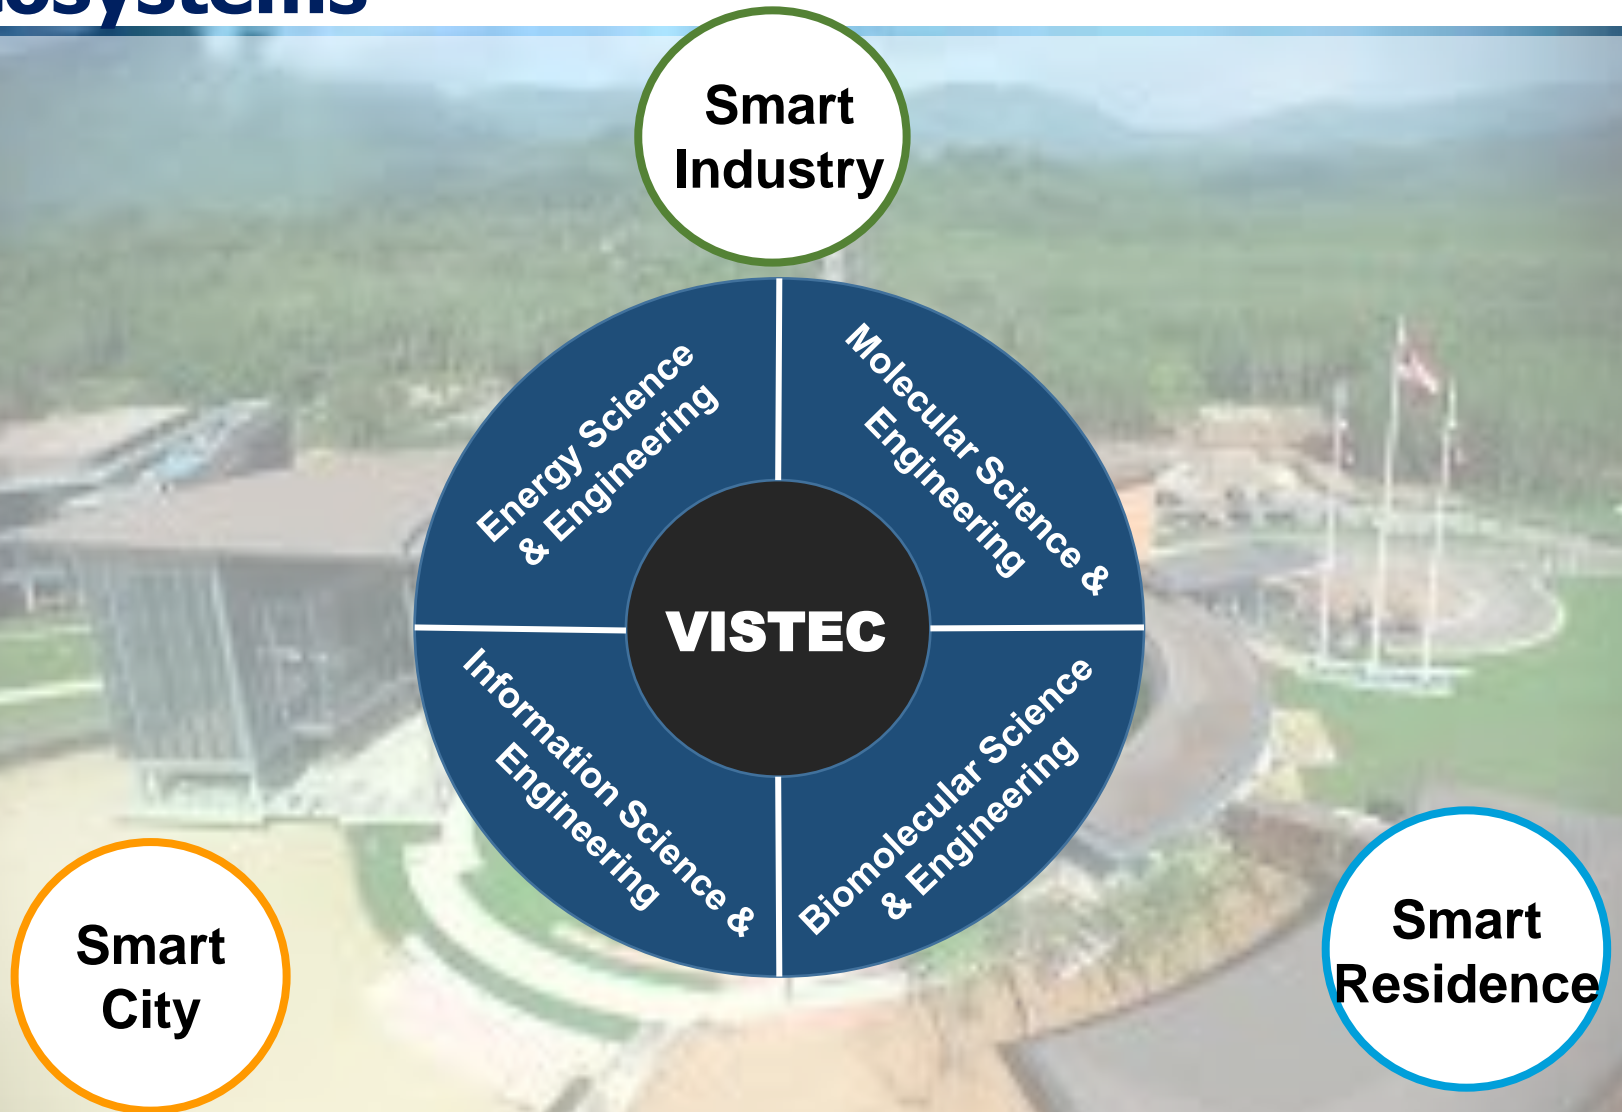 Smart
Industry
Energy Science
& Engineering
Molecular Science &
Engineering
VISTEC
Information Science &
Engineering
Biomolecular Science
& Engineering
Smart
City
Smart
Residence